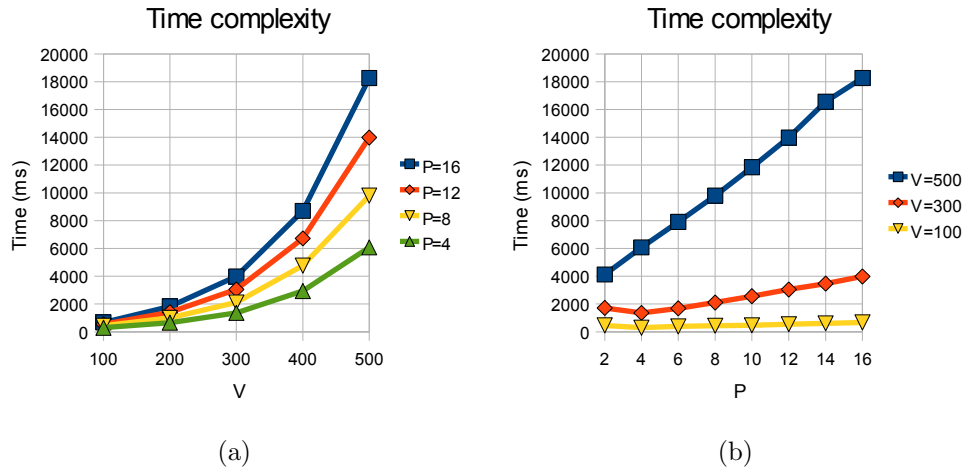 Time complexity
Time (ms)
20000
18000
16000
14000
12000
10000
8000
6000
4000
2000
0
100 200 300 400 500
V
P=16
P=12
P=8
P=4
(a)
Time complexity
Time (ms)
20000
18000
16000
14000
12000
10000
8000
6000
4000
2000
0
2 4 6 8 10 12 14 16
P
V=500
V=300
V=100
(b)